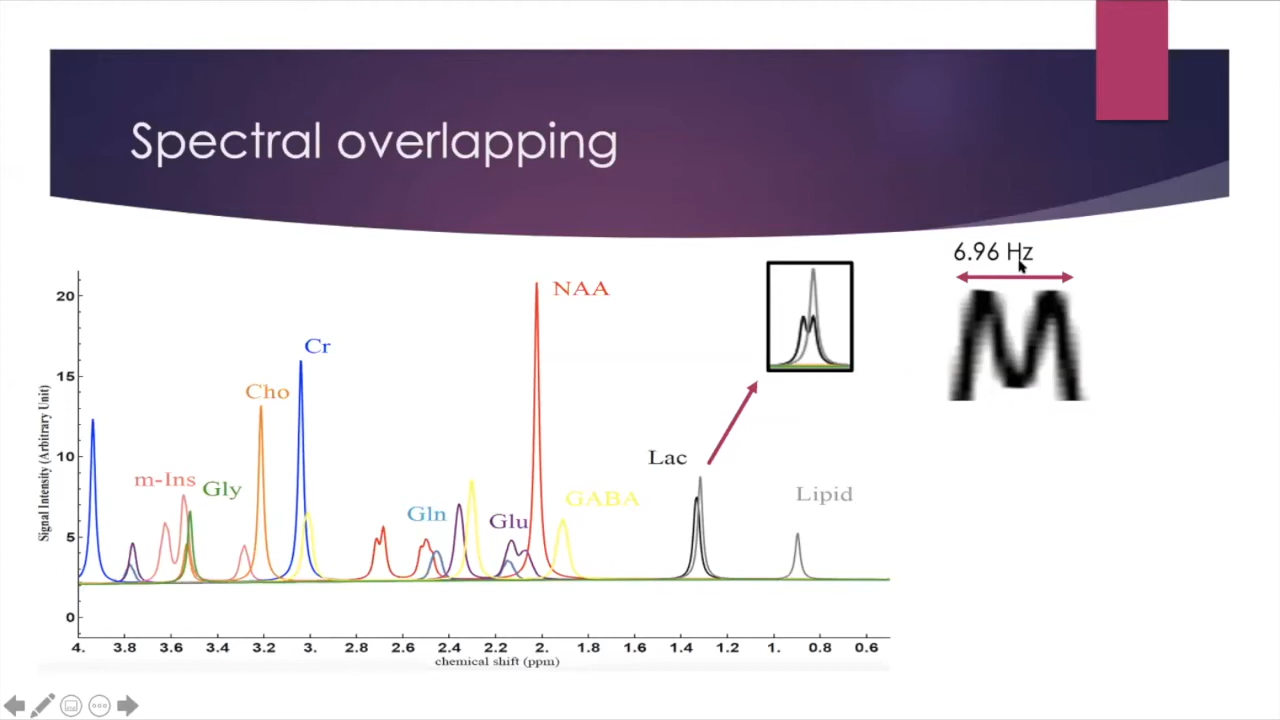 Spectral overlapping
6.96 Hz
NAA
Cr
Cho
m-Ins
Gly
Gln
Glu
GABA
Lac
Lipid
Signal Intensity (Arbitrary Unit)
20
15
10
5
0
4. 3.8 3.6 3.4 3.2 3. 2.8 2.6 2.4 2.2 2. 1.8 1.6 1.4 1.2 1. 0.8 0.6
chemical shift (ppm)